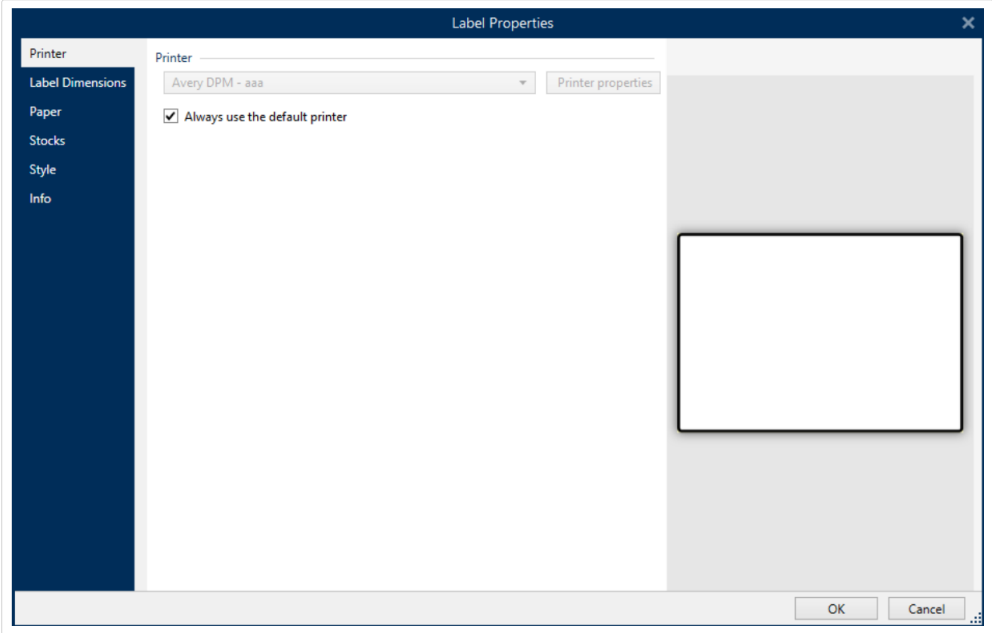 Label Properties
Printer
Label Dimensions
Paper
Stocks
Style
Info
Printer
Avery DPM - aaa
Printer properties
Always use the default printer
OK
Cancel